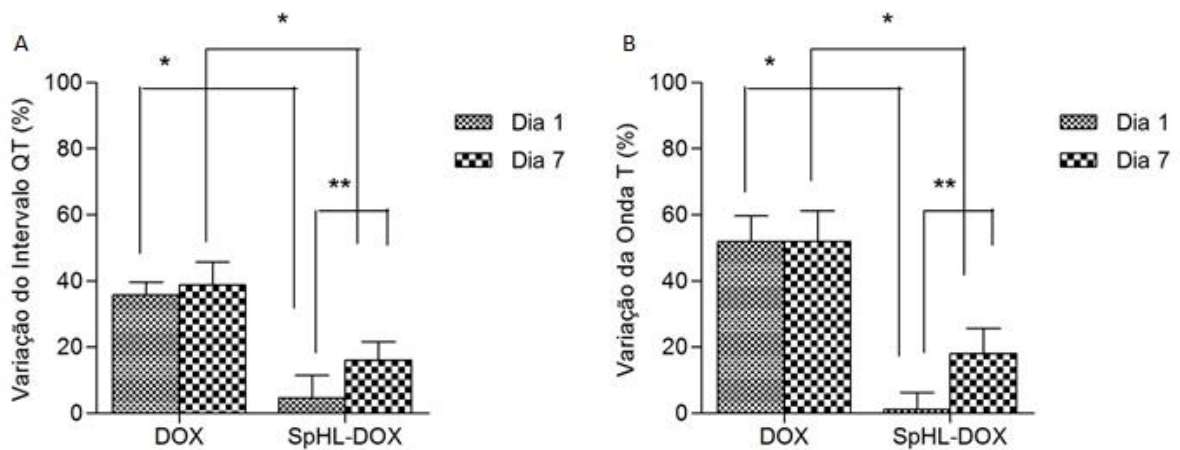 A
*
*
**
Variação do Intervalo QT (%)
100
80
60
40
20
0
DOX
SpHL-DOX
Dia 1
Dia 7
B
*
*
**
Variação da Onda T (%)
100
80
60
40
20
0
DOX
SpHL-DOX
Dia 1
Dia 7